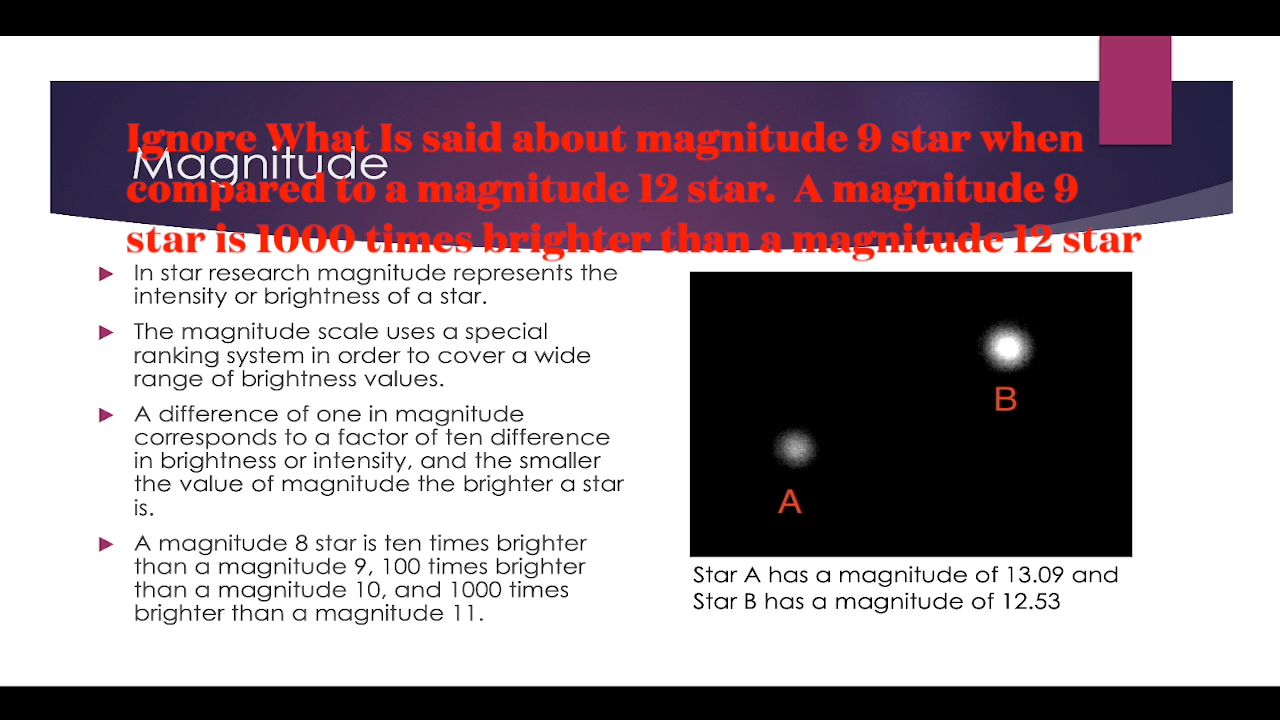 Ignore What Is said about magnitude 9 star when
compared to a magnitude 12 star. A magnitude 9
star is 1000 times brighter than a magnitude 12 star
Magnitude
In star research magnitude represents the
intensity or brightness of a star.
The magnitude scale uses a special
ranking system in order to cover a wide
range of brightness values.
A difference of one in magnitude
corresponds to a factor of ten difference
in brightness or intensity, and the smaller
the value of magnitude the brighter a star
is.
A magnitude 8 star is ten times brighter
than a magnitude 9, 100 times brighter
than a magnitude 10, and 1000 times
brighter than a magnitude 11.
B
A
Star A has a magnitude of 13.09 and
Star B has a magnitude of 12.53